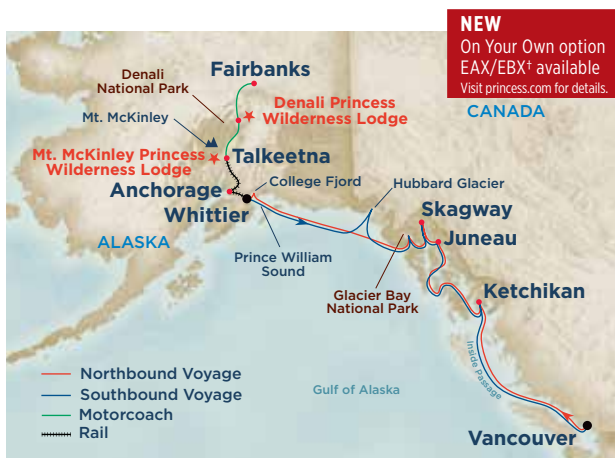 NEW
On Your Own option
EAX/EBX† available
Visit princess.com for details.
CANADA
Fairbanks
Denali
National Park
Denali Princess
Wilderness Lodge
Mt. McKinley
Mt. McKinley Princess
Wilderness Lodge
Talkeetna
Anchorage
Whittier
College Fjord
Hubbard Glacier
Skagway
Juneau
ALASKA
Prince William
Sound
Glacier Bay
National Park
Ketchikan
Inside Passage
Gulf of Alaska
Vancouver
Northbound Voyage
Southbound Voyage
Motorcoach
Rail